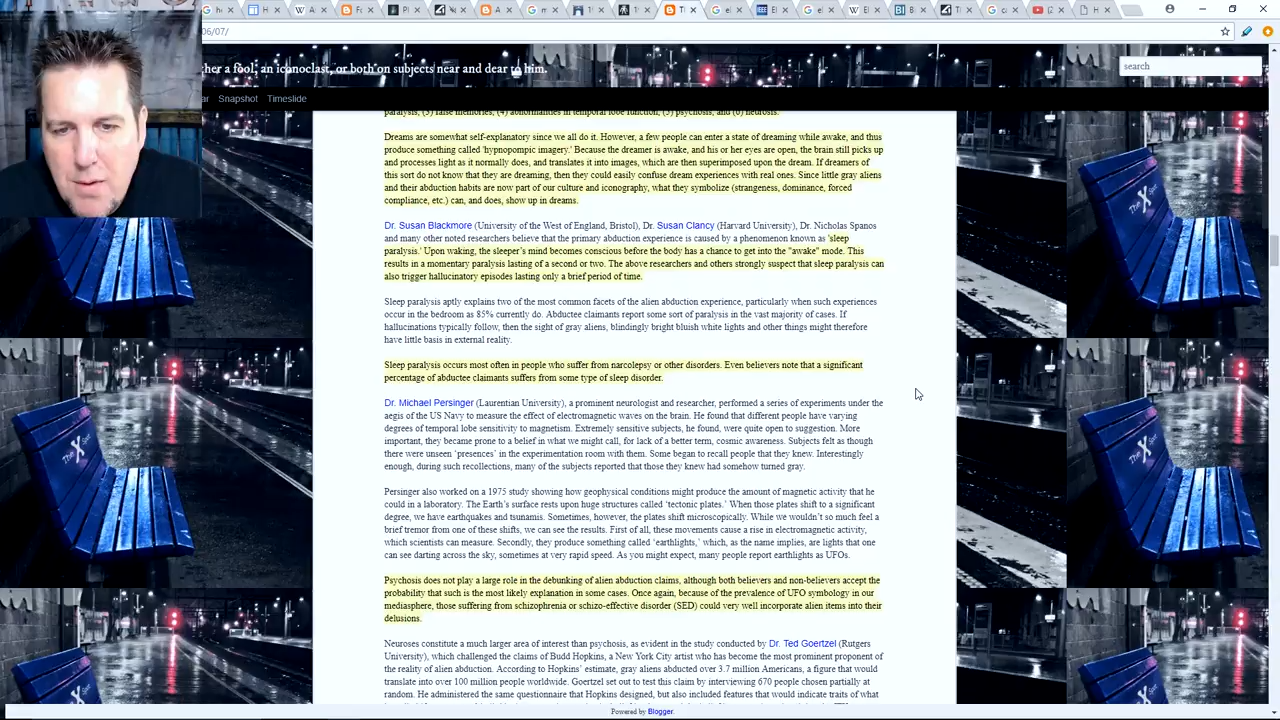 06/07/
ther a fool; an iconoclast, or both on subjects near and dear to him.
search
ar Snapshot Timeslide
paralysis, (3) false memories, (4) abnormalities in temporal lobe function, (5) psychosis, and (6) neurosis.
Dreams are somewhat self-explanatory since we all do it. However, a few people can enter a state of dreaming while awake, and thus
produce something called 'hypnopompic imagery.' Because the dreamer is awake, and his or her eyes are open, the brain still picks up
and processes light as it normally does, and translates it into images, which are then superimposed upon the dream. If dreamers of
this sort do not know that they are dreaming, then they could easily confuse dream experiences with real ones. Since little gray aliens
and their abduction habits are now part of our culture and iconography, what they symbolize (strangeness, dominance, forced
compliance, etc.) can, and does, show up in dreams.
Dr. Susan Blackmore (University of the West of England, Bristol), Dr. Susan Clancy (Harvard University), Dr. Nicholas Spanos
and many other noted researchers believe that the primary abduction experience is caused by a phenomenon known as 'sleep
paralysis.' Upon waking, the sleeper's mind becomes conscious before the body has a chance to get into the "awake" mode. This
results in a momentary paralysis lasting of a second or two. The above researchers and others strongly suspect that sleep paralysis can
also trigger hallucinatory episodes lasting only a brief period of time.
Sleep paralysis aptly explains two of the most common facets of the alien abduction experience, particularly when such experiences
occur in the bedroom as 85% currently do. Abductee claimants report some sort of paralysis in the vast majority of cases. If
hallucinations typically follow, then the sight of gray aliens, blindingly bright bluish white lights and other things might therefore
have little basis in external reality.
Sleep paralysis occurs most often in people who suffer from narcolepsy or other disorders. Even believers note that a significant
percentage of abductee claimants suffers from some type of sleep disorder.
Dr. Michael Persinger (Laurentian University), a prominent neurologist and researcher, performed a series of experiments under the
aegis of the US Navy to measure the effect of electromagnetic waves on the brain. He found that different people have varying
degrees of temporal lobe sensitivity to magnetism. Extremely sensitive subjects, he found, were quite open to suggestion. More
important, they became prone to a belief in what we might call, for lack of a better term, cosmic awareness. Subjects felt as though
there were unseen 'presences' in the experimentation room with them. Some began to recall people that they knew. Interestingly
enough, during such recollections, many of the subjects reported that those they knew had somehow turned gray.
Persinger also worked on a 1975 study showing how geophysical conditions might produce the amount of magnetic activity that he
could in a laboratory. The Earth's surface rests upon huge structures called 'tectonic plates.' When those plates shift to a significant
degree, we have earthquakes and tsunamis. Sometimes, however, the plates shift microscopically. While we wouldn't so much feel a
brief tremor from one of these shifts, we can see the results. First of all, these movements cause a rise in electromagnetic activity,
which scientists can measure. Secondly, they produce something called 'earthlights,' which, as the name implies, are lights that one
can see darting across the sky, sometimes at very rapid speed. As you might expect, many people report earthlights as UFOs.
Psychosis does not play a large role in the debunking of alien abduction claims, although both believers and non-believers accept the
probability that such is the most likely explanation in some cases. Once again, because of the prevalence of UFO symbology in our
mediasphere, those suffering from schizophrenia or schizo-effective disorder (SED) could very well incorporate alien items into their
delusions.
Neuroses constitute a much larger area of interest than psychosis, as evident in the study conducted by Dr. Ted Goertzel (Rutgers
University), which challenged the claims of Budd Hopkins, a New York City artist who has become the most prominent proponent of
the reality of alien abduction. According to Hopkins' estimate, gray aliens abducted over 3.7 million Americans, a figure that would
translate into over 100 million people worldwide. Goertzel set out to test this claim by interviewing 670 people chosen partially at
random. He administered the same questionnaire that Hopkins designed, but also included features that would indicate traits of what
Powered by Blogger.